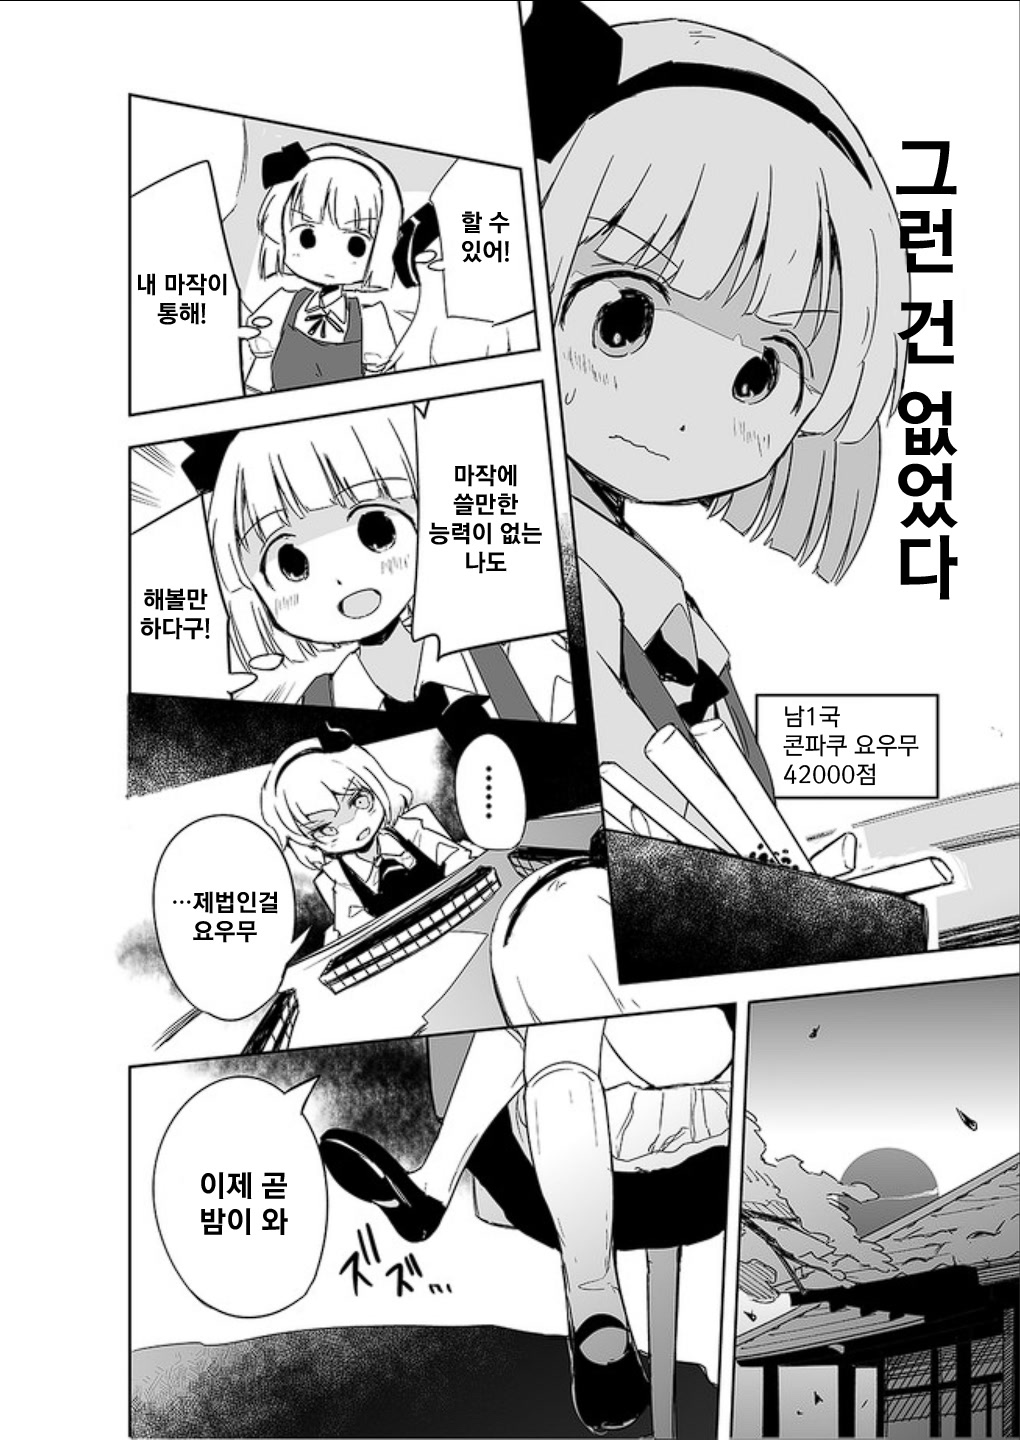 그런 건 없었다
남1국
콘파쿠 요우무
42000점
할 수
있어!
내 마작이
통해!
마작에
쓸만한
능력이 없는
나도
해볼만
하다구!
……
…제법인걸
요우무
이제 곧
밤이 와
ズズ…